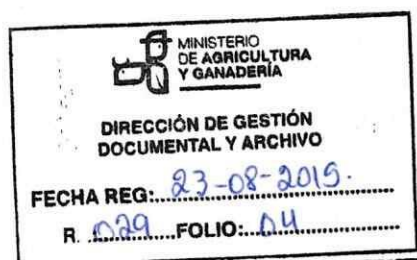 MINISTERIO
DE AGRICULTURA
Y GANADERÍA
DIRECCIÓN DE GESTIÓN
DOCUMENTAL Y ARCHIVO
FECHA REG:...23-08-2019.........
R. ...029....FOLIO:...04.............